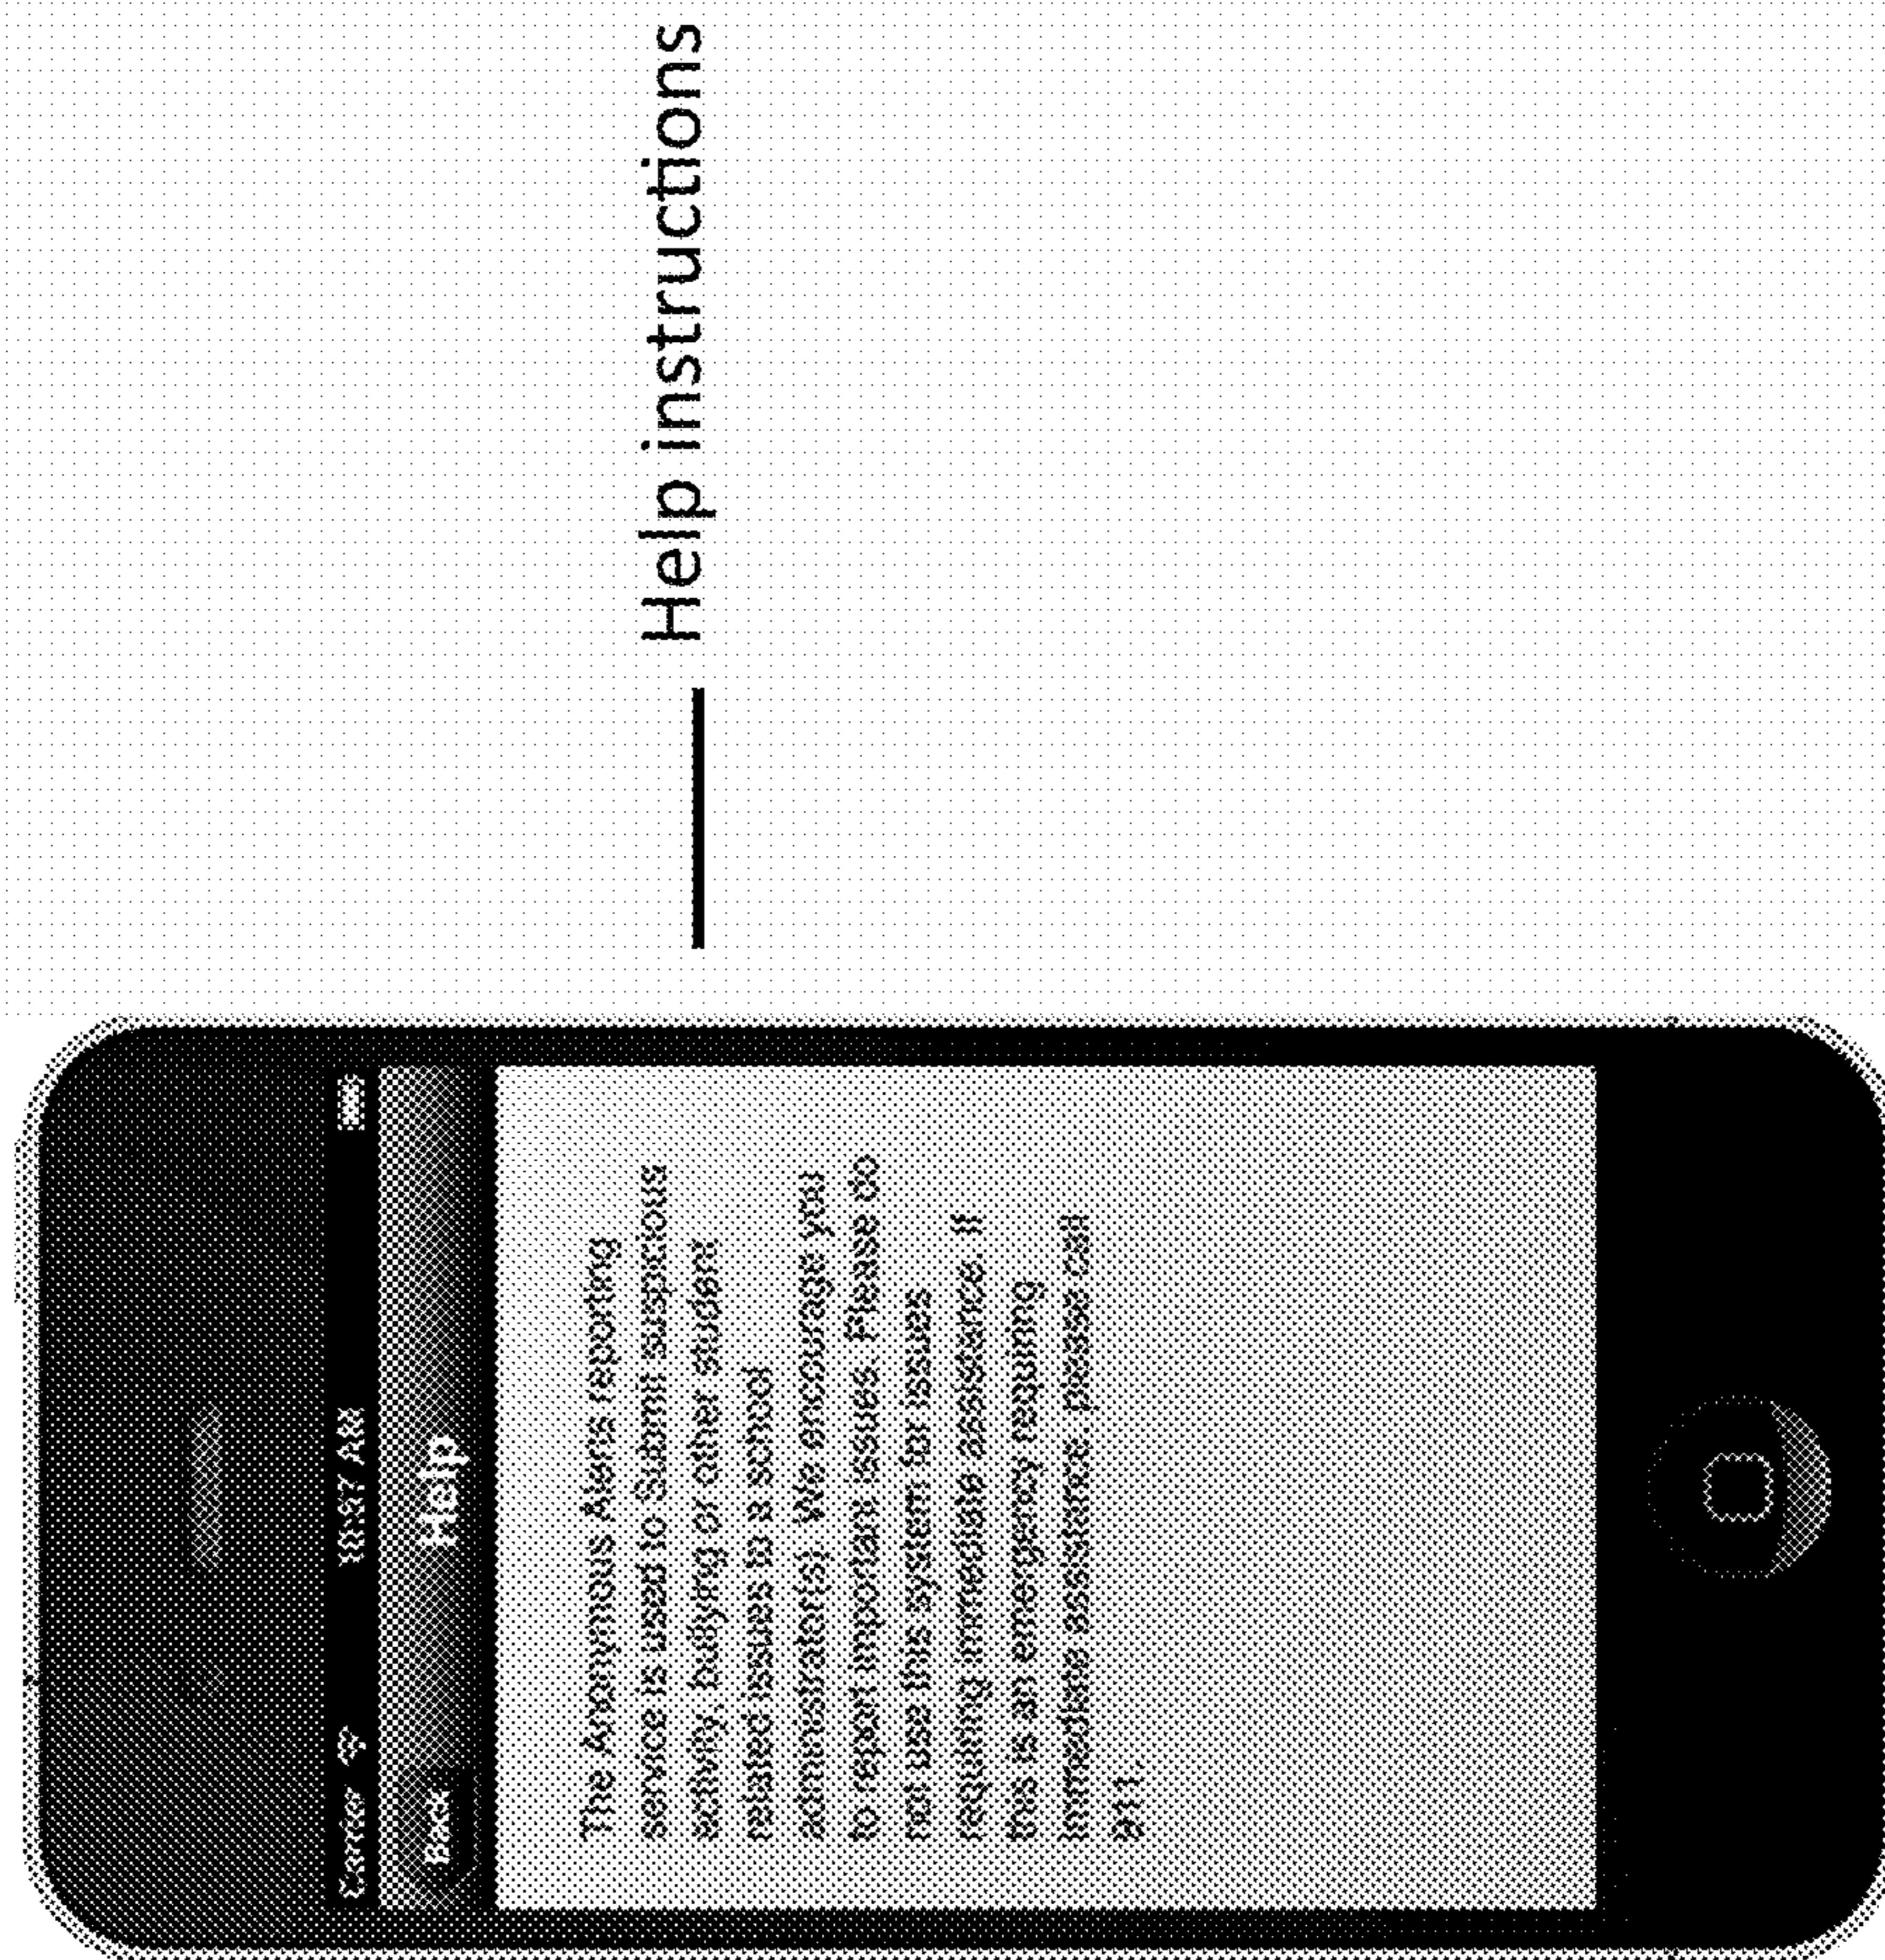 Carrier 10:37 AM
Back Help
The Anonymous Alerts reporting
service is used to Submit suspicious
activity, bullying or other student
related issues to a school
administrator(s). We encourage you
to report important issues. Please do
not use this system for issues
requiring immediate assistance. If
this is an emergency requiring
immediate assistance, please call
911.
Help instructions